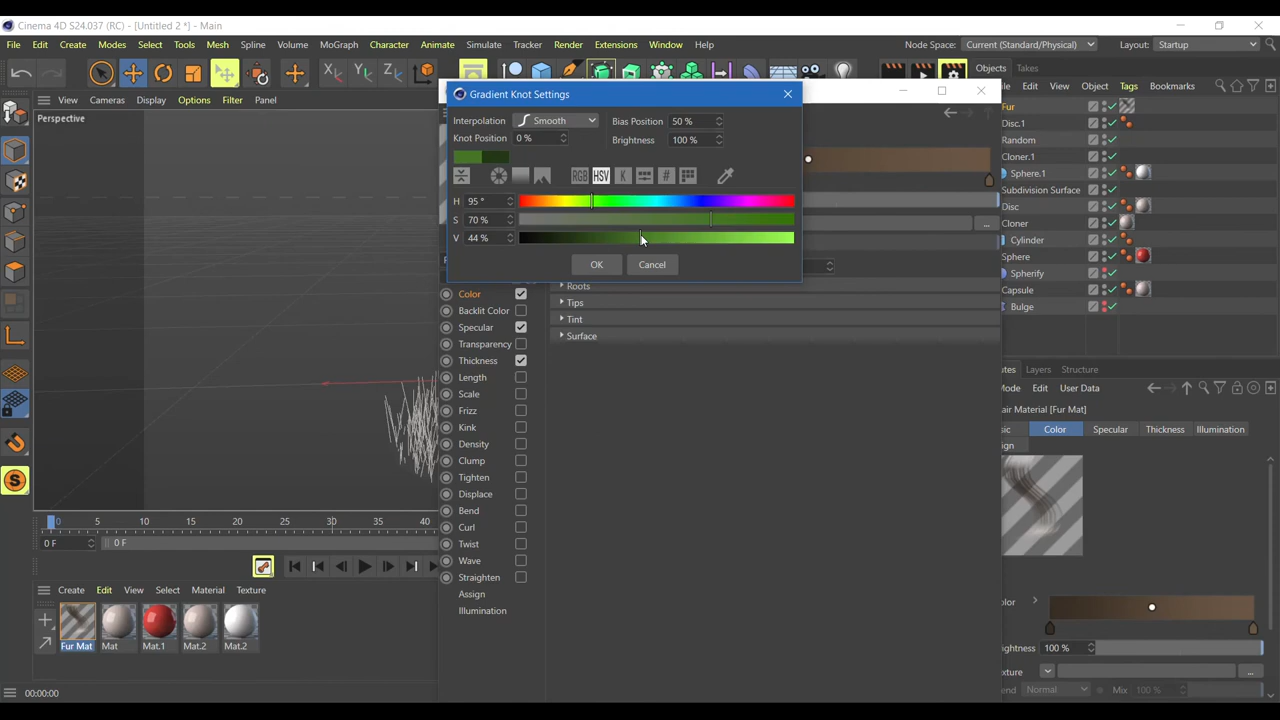 Cinema 4D S24.037 (RC) - [Untitled 2 *] - Main
File Edit Create Modes Select Tools Mesh Spline Volume MoGraph Character Animate Simulate Tracker Render Extensions Window Help Node Space: Current (Standard/Physical) Layout: Startup
X Y Z Objects Takes
View Cameras Display Options Filter Panel
Edit View Object Tags Bookmarks
Perspective
Gradient Knot Settings
Interpolation Smooth Bias Position 50 %
Knot Position 0 % Brightness 100 %
RGB HSV K #
H 95 °
S 70 %
V 44 %
OK Cancel
Roots
Tips
Tint
Surface
Color
Backlit Color
Specular
Transparency
Thickness
Length
Scale
Frizz
Kink
Density
Clump
Tighten
Displace
Bend
Curl
Twist
Wave
Straighten
Assign
Illumination
Fur
Disc.1
Random
Cloner.1
Sphere.1
Subdivision Surface
Disc
Cloner
Cylinder
Sphere
Spherify
Capsule
Bulge
Layers Structure
Edit User Data
[Fur Mat]
Color Specular Thickness Illumination
100 %
Normal Mix 100 %
0 5 10 15 20 25 30 35 40
0 F 0 F
Create Edit View Select Material Texture
Fur Mat Mat Mat.1 Mat.2 Mat.2
00:00:00